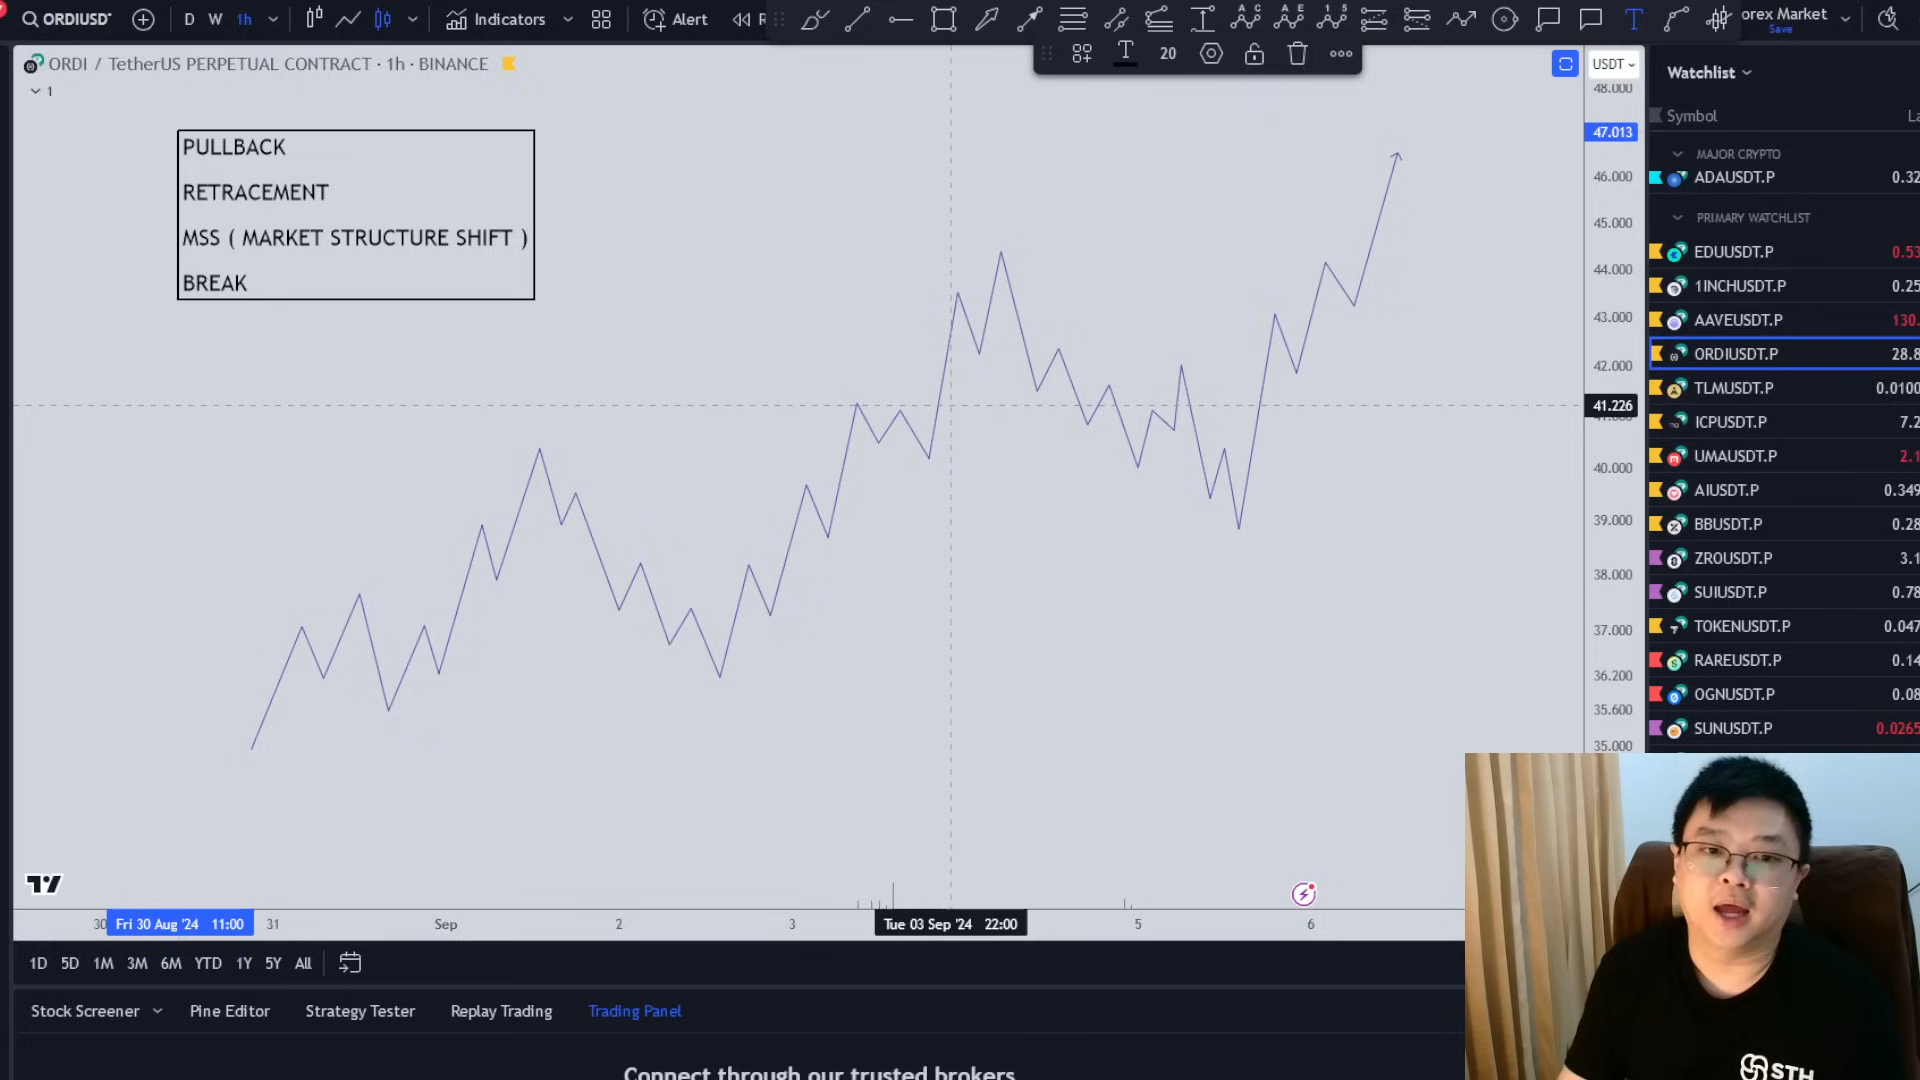 ORDIUSD
D W 1h
Indicators
Alert
A C
A E
1 5
orex Market
Save
T 20
ORDI / TetherUS PERPETUAL CONTRACT · 1h · BINANCE
1
USDT
PULLBACK
RETRACEMENT
MSS ( MARKET STRUCTURE SHIFT )
BREAK
48.000
47.013
46.000
45.000
44.000
43.000
42.000
41.226
40.000
39.000
38.000
37.000
36.200
35.600
35.000
Watchlist
Symbol
La
MAJOR CRYPTO
ADAUSDT.P 0.32
PRIMARY WATCHLIST
EDUUSDT.P 0.53
1INCHUSDT.P 0.25
AAVEUSDT.P 130.
ORDIUSDT.P 28.8
TLMUSDT.P 0.0100
ICPUSDT.P 7.2
UMAUSDT.P 2.1
AIUSDT.P 0.349
BBUSDT.P 0.28
ZROUSDT.P 3.1
SUIUSDT.P 0.78
TOKENUSDT.P 0.047
RAREUSDT.P 0.14
OGNUSDT.P 0.08
SUNUSDT.P 0.0265
30 Fri 30 Aug '24 11:00 31 Sep 2 3 Tue 03 Sep '24 22:00 5 6
1D 5D 1M 3M 6M YTD 1Y 5Y All
Stock Screener Pine Editor Strategy Tester Replay Trading Trading Panel
Connect through our trusted brokers
STH